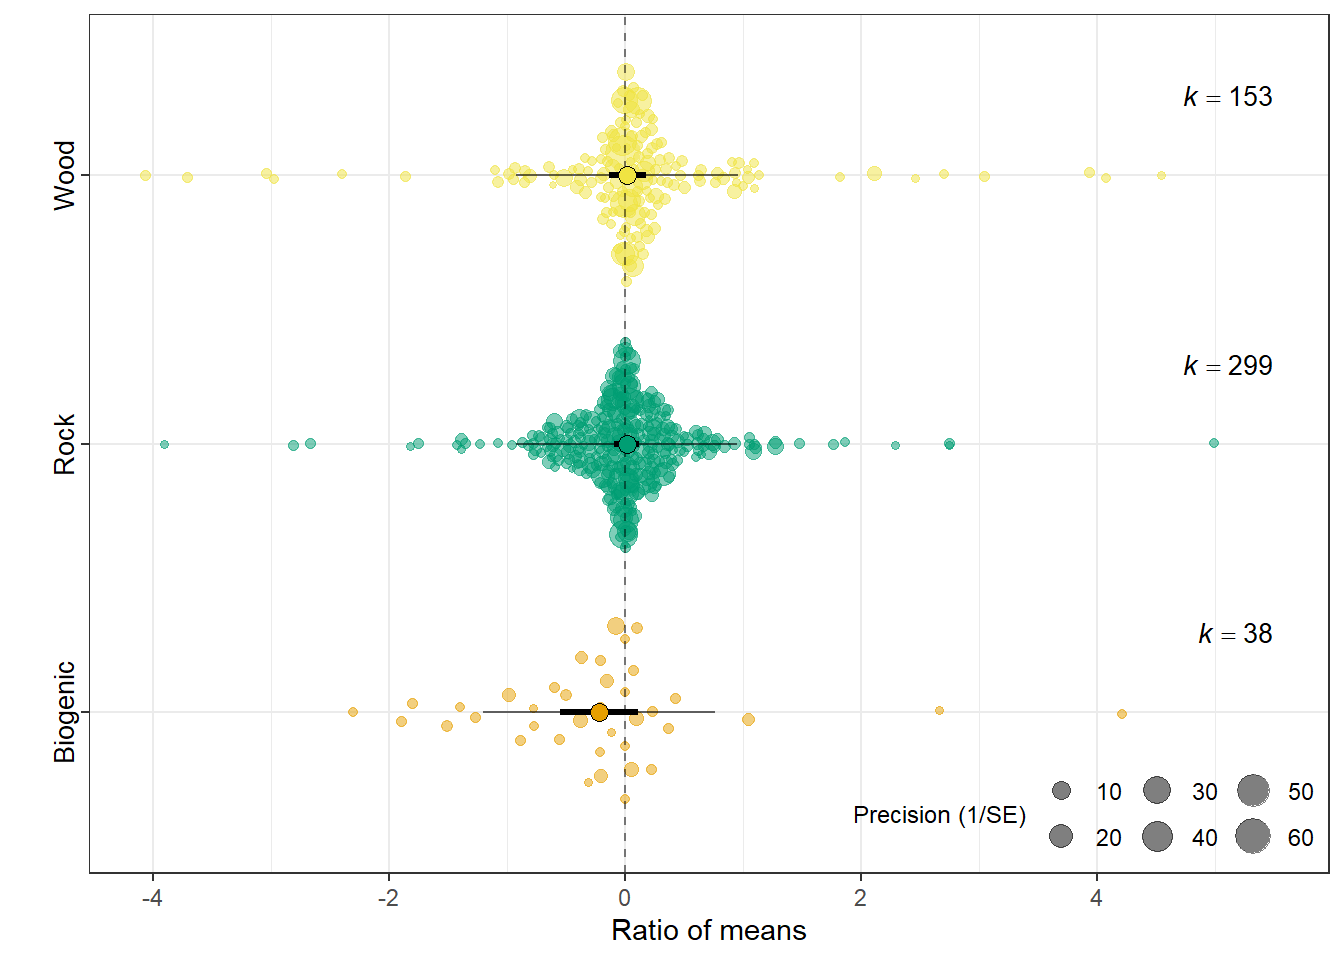 Wood
k = 153
Rock
k = 299
Biogenic
k = 38
Precision (1/SE)
10 30 50
20 40 60
-4 -2 0 2 4
Ratio of means